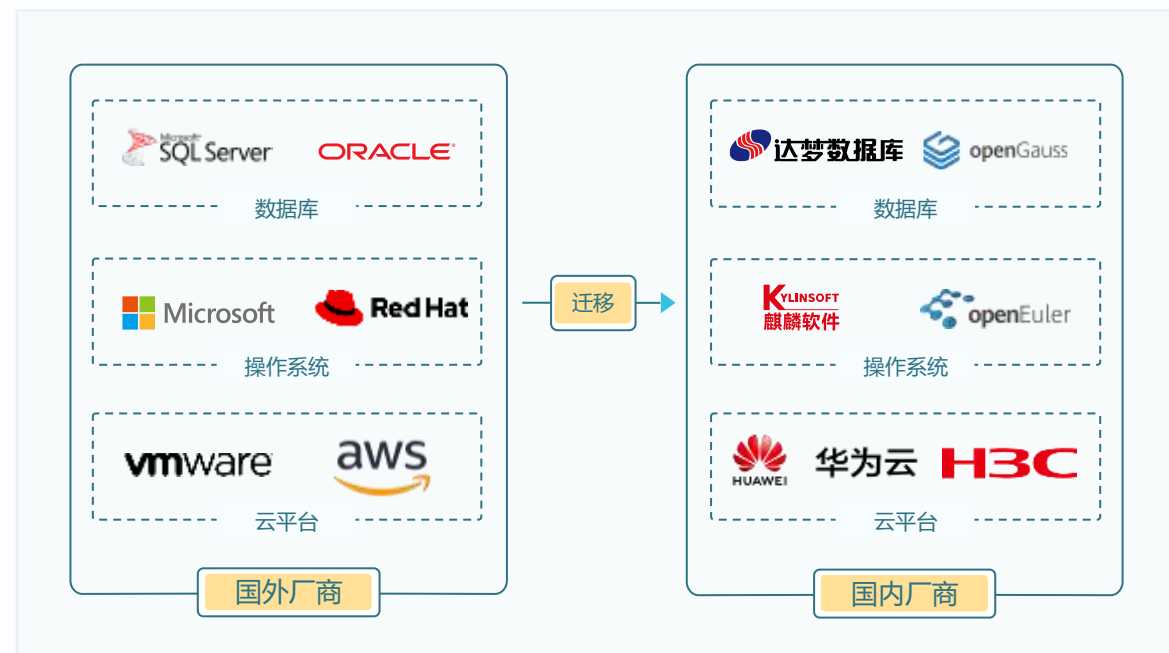 Microsoft
SQL Server
ORACLE
数据库
Microsoft
Red Hat
操作系统
vmware
aws
云平台
国外厂商
迁移
达梦数据库
openGauss
数据库
KYLINSOFT
麒麟软件
openEuler
操作系统
HUAWEI
华为云
H3C
云平台
国内厂商